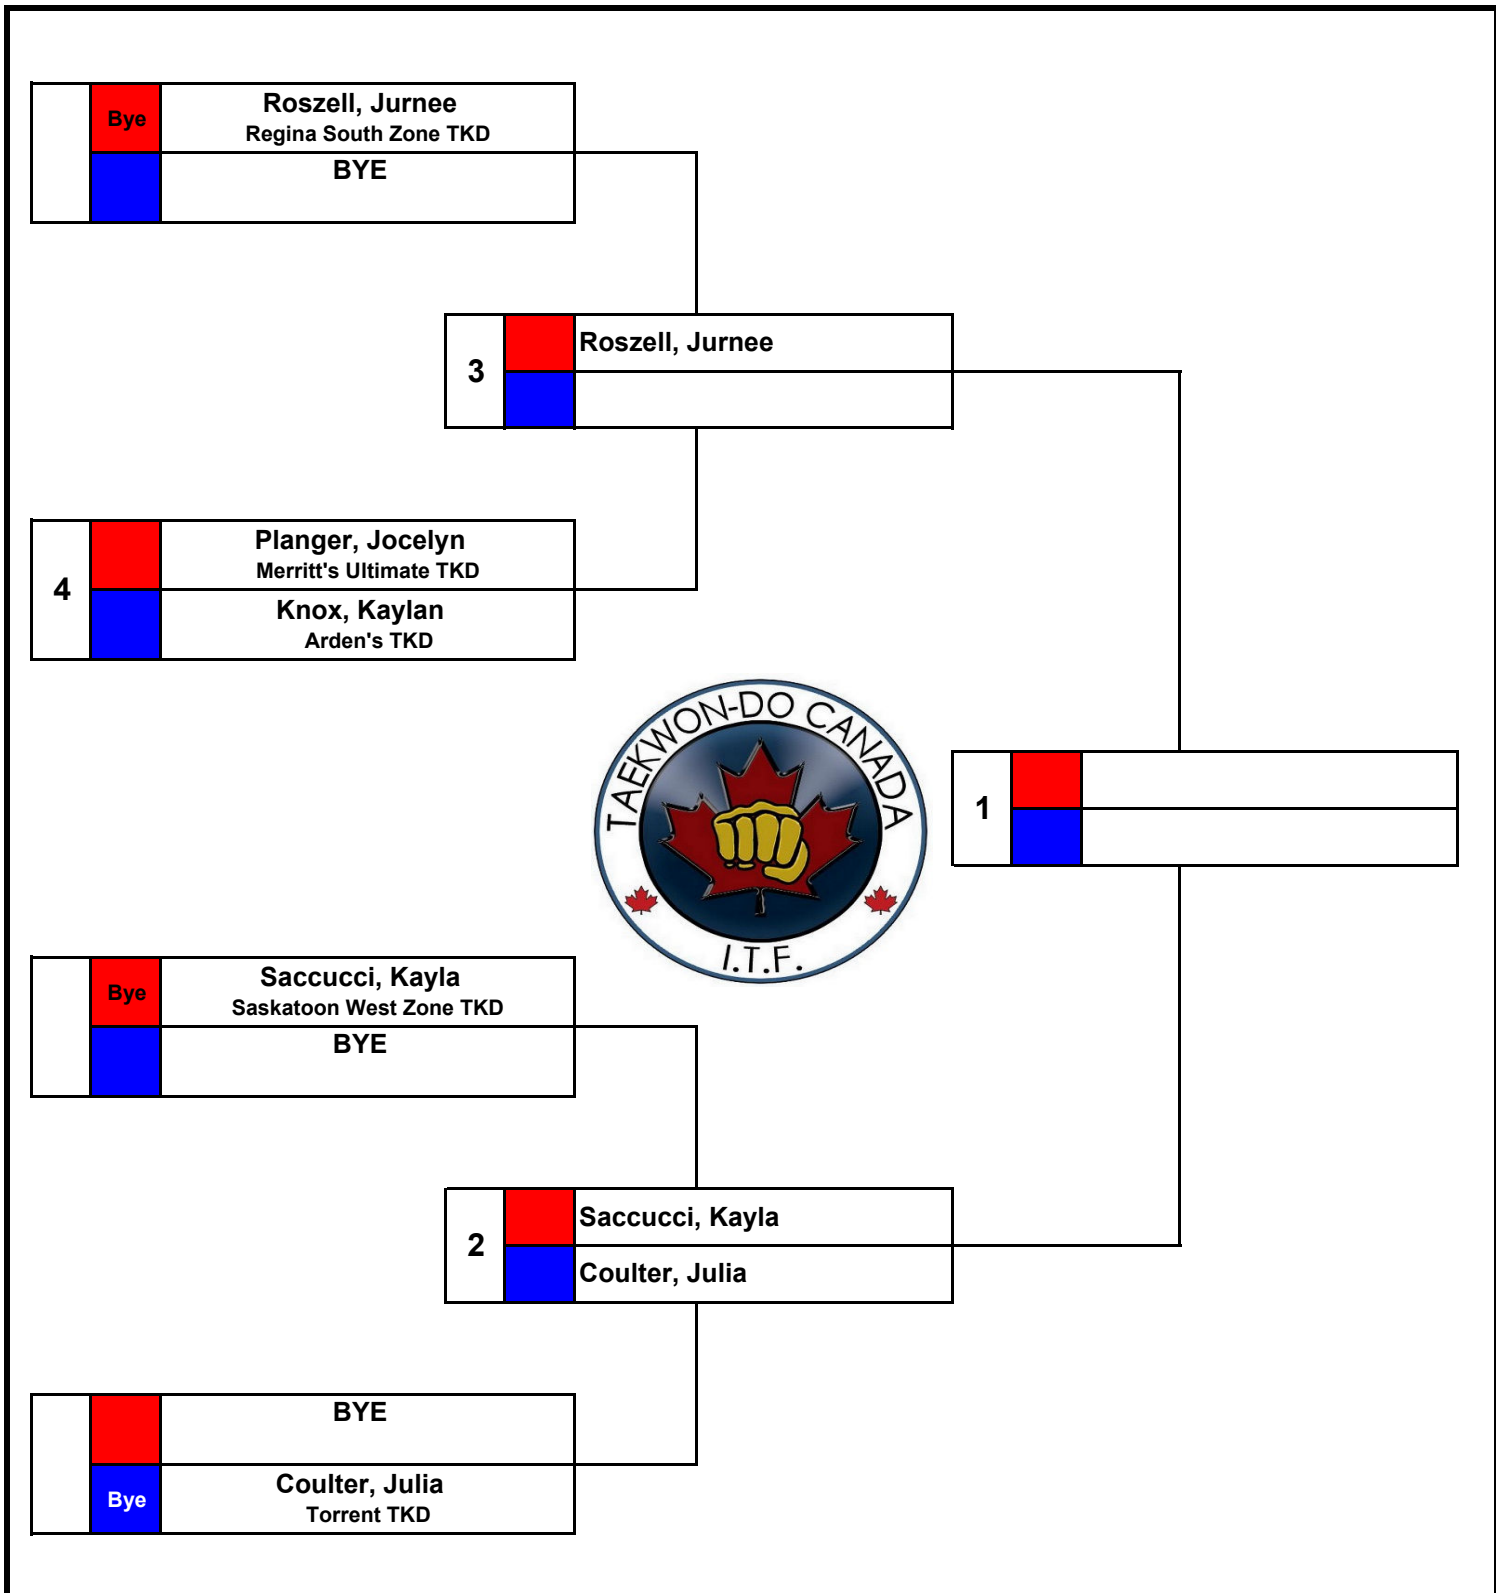 Bye
Roszell, Jurnee
Regina South Zone TKD
BYE
3
Roszell, Jurnee
4
Planger, Jocelyn
Merritt's Ultimate TKD
Knox, Kaylan
Arden's TKD
TAEKWON-DO CANADA
I.T.F.
1
Bye
Saccucci, Kayla
Saskatoon West Zone TKD
BYE
2
Saccucci, Kayla
Coulter, Julia
BYE
Bye
Coulter, Julia
Torrent TKD